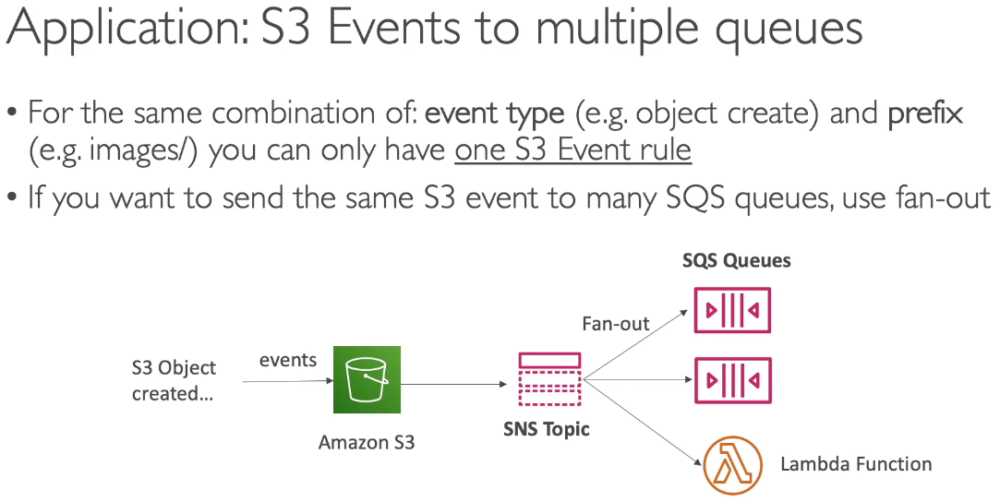 Application: S3 Events to multiple queues
• For the same combination of: event type (e.g. object create) and prefix
(e.g. images/) you can only have one S3 Event rule
• If you want to send the same S3 event to many SQS queues, use fan-out
SQS Queues
Fan-out
events
S3 Object
created...
SNS Topic
Amazon S3
Lambda Function